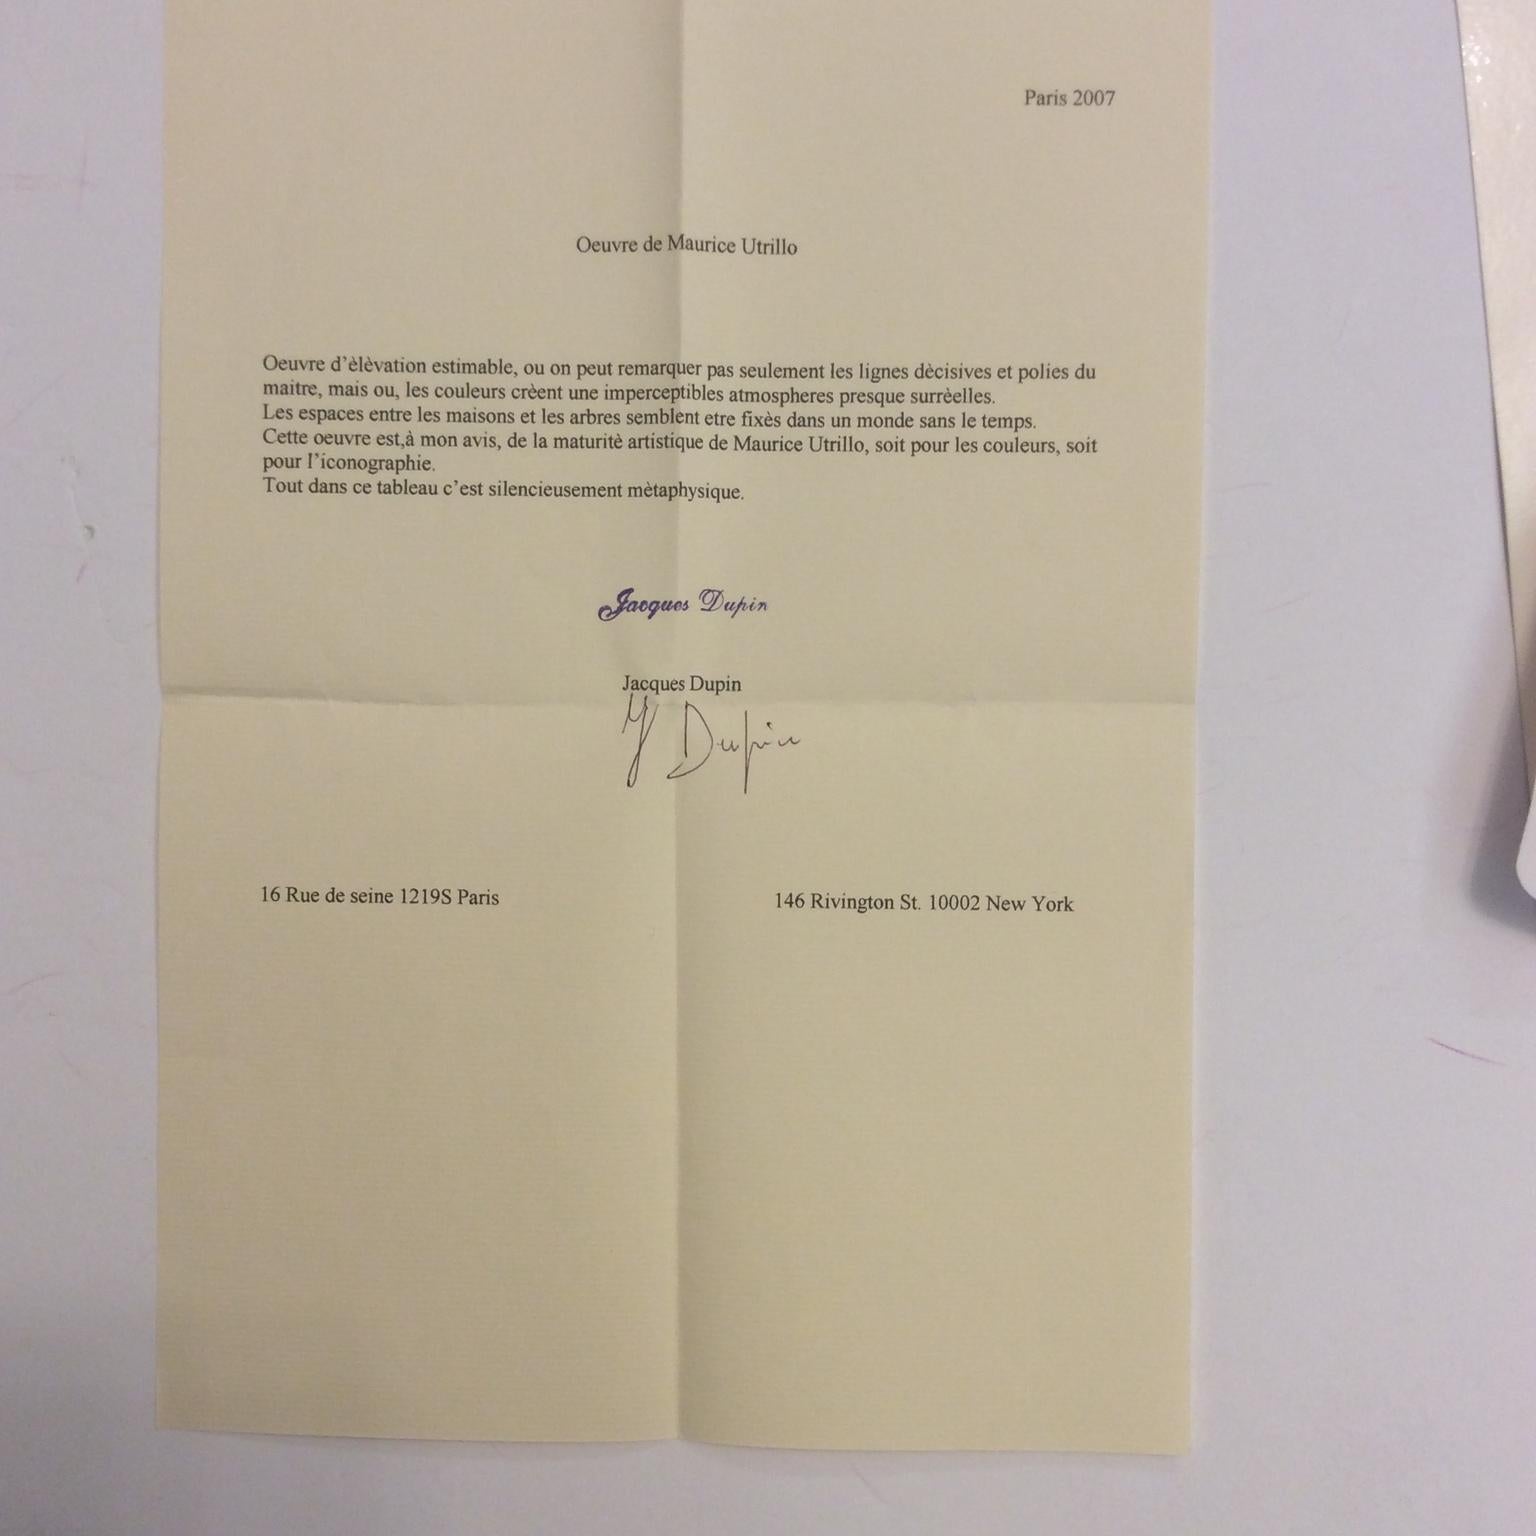 Paris 2007
Oeuvre de Maurice Utrillo
Oeuvre d'èlèvation estimable, ou on peut remarquer pas seulement les lignes dècisives et polies du
maitre, mais ou, les couleurs crèent une imperceptibles atmospheres presque surrèelles.
Les espaces entre les maisons et les arbres semblent etre fixès dans un monde sans le temps.
Cette oeuvre est,à mon avis, de la maturitè artistique de Maurice Utrillo, soit pour les couleurs, soit
pour l'iconographie.
Tout dans ce tableau c'est silencieusement mètaphysique.
Jacques Dupin
Jacques Dupin
J Dupin
16 Rue de seine 1219S Paris
146 Rivington St. 10002 New York